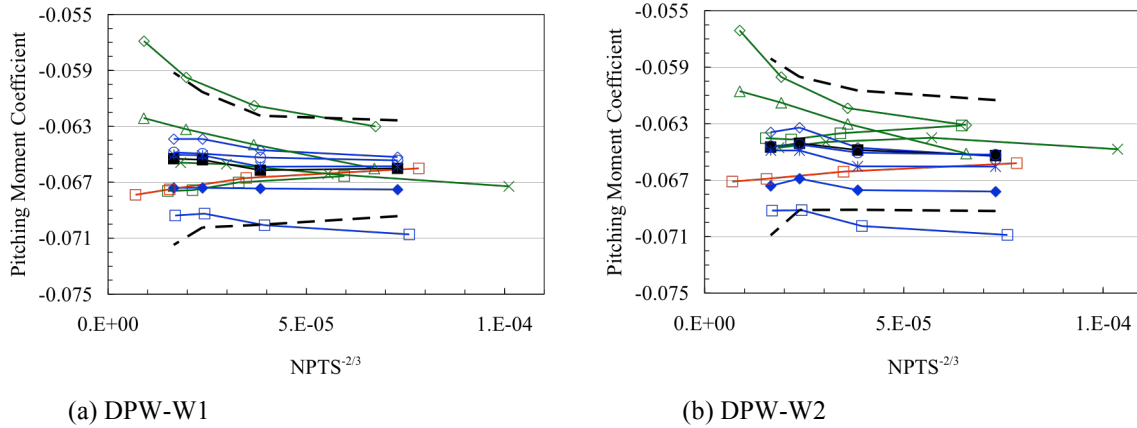 Pitching Moment Coefficient
-0.055
-0.059
-0.063
-0.067
-0.071
-0.075
0.E+00
5.E-05
1.E-04
NPTS-2/3
(a) DPW-W1
Pitching Moment Coefficient
-0.055
-0.059
-0.063
-0.067
-0.071
-0.075
0.E+00
5.E-05
1.E-04
NPTS-2/3
(b) DPW-W2